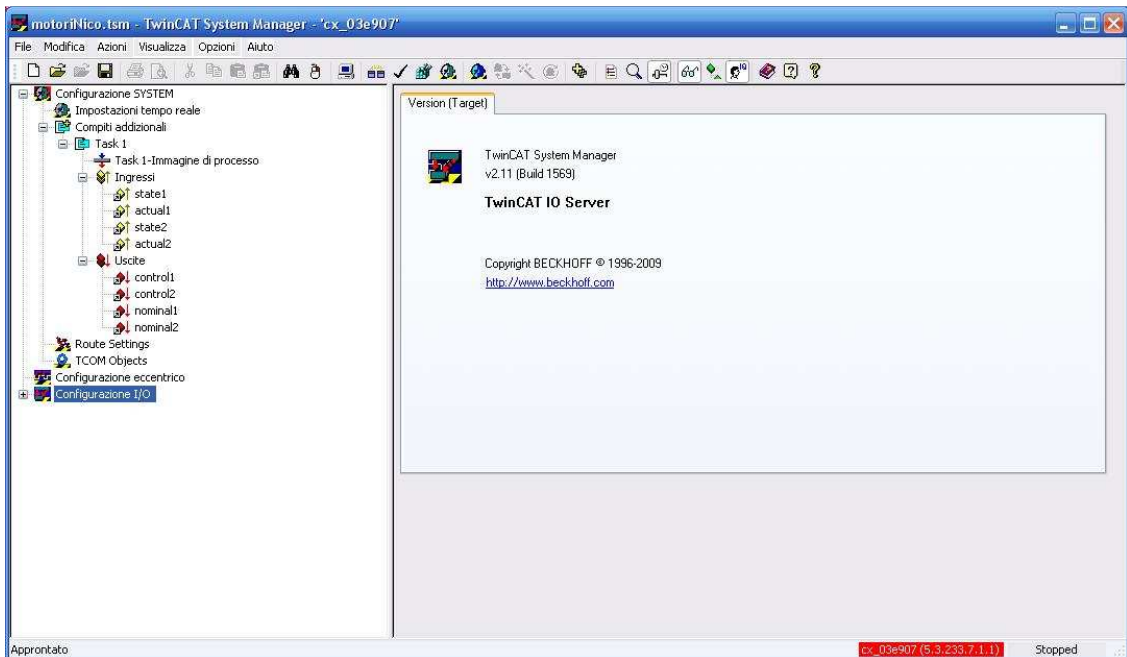 motoriNico.tsm - TwinCAT System Manager - 'cx_03e907'
File Modifica Azioni Visualizza Opzioni Aiuto
Configurazione SYSTEM
Impostazioni tempo reale
Compiti addizionali
Task 1
Task 1-Immagine di processo
Ingressi
state1
actual1
state2
actual2
Uscite
control1
control2
nominal1
nominal2
Route Settings
TCOM Objects
Configurazione eccentrico
Configurazione I/O
Version (Target)
TwinCAT System Manager
v2.11 (Build 1569)
TwinCAT IO Server
Copyright BECKHOFF © 1996-2009
http://www.beckhoff.com
Approntato
cx_03e907 (5.3.233.7.1.1) Stopped